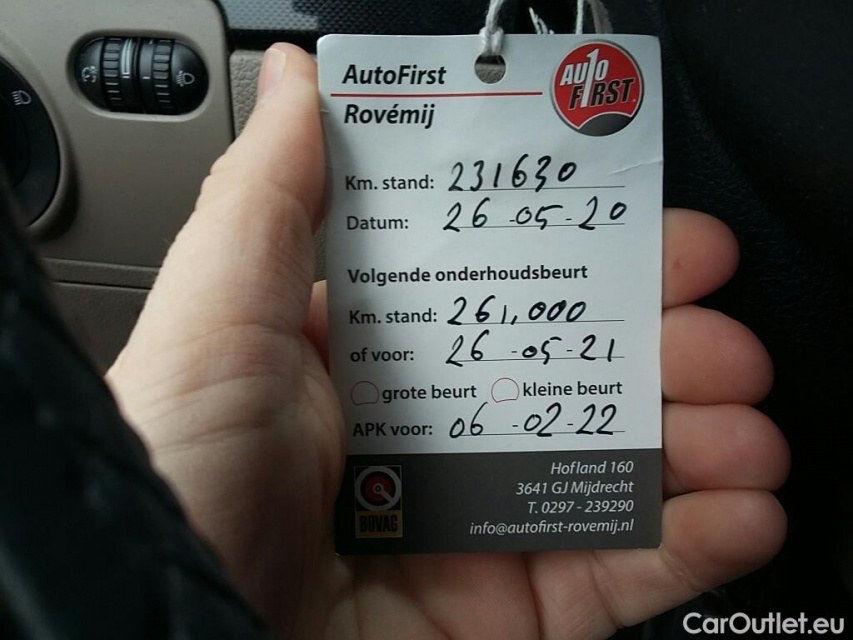 AutoFirst
AUTO
F1RST.
Rovémij
Km. stand: 231630
Datum: 26-05-20
Volgende onderhoudsbeurt
Km. stand: 261,000
of voor: 26-05-21
grote beurt kleine beurt
APK voor: 06-02-22
Hofland 160
3641 GJ Mijdrecht
T. 0297 - 239290
info@autofirst-rovemij.nl
BOVAG
CarOutlet.eu